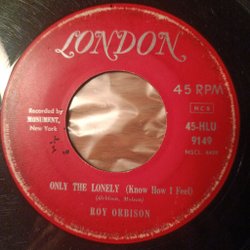 LONDON
45 RPM
Recorded by
MONUMENT,
New York
NCB
45-HLU
9149
ONLY THE LONELY (Know How I Feel)
(Orbison, Melson)
ROY ORBISON